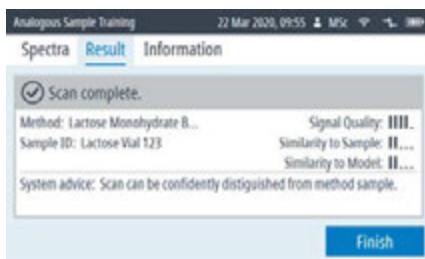 Analogous Sample Training 22 Mar 2020, 09:55 MSc
Spectra Result Information
Scan complete.
Method: Lactose Monohydrate B... Signal Quality:
Sample ID: Lactose Vial 123 Similarity to Sample:
Similarity to Model:
System advice: Scan can be confidently distiguished from method sample.
Finish